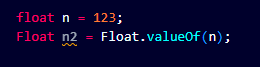 float n = 123;
Float n2 = Float.valueOf(n);